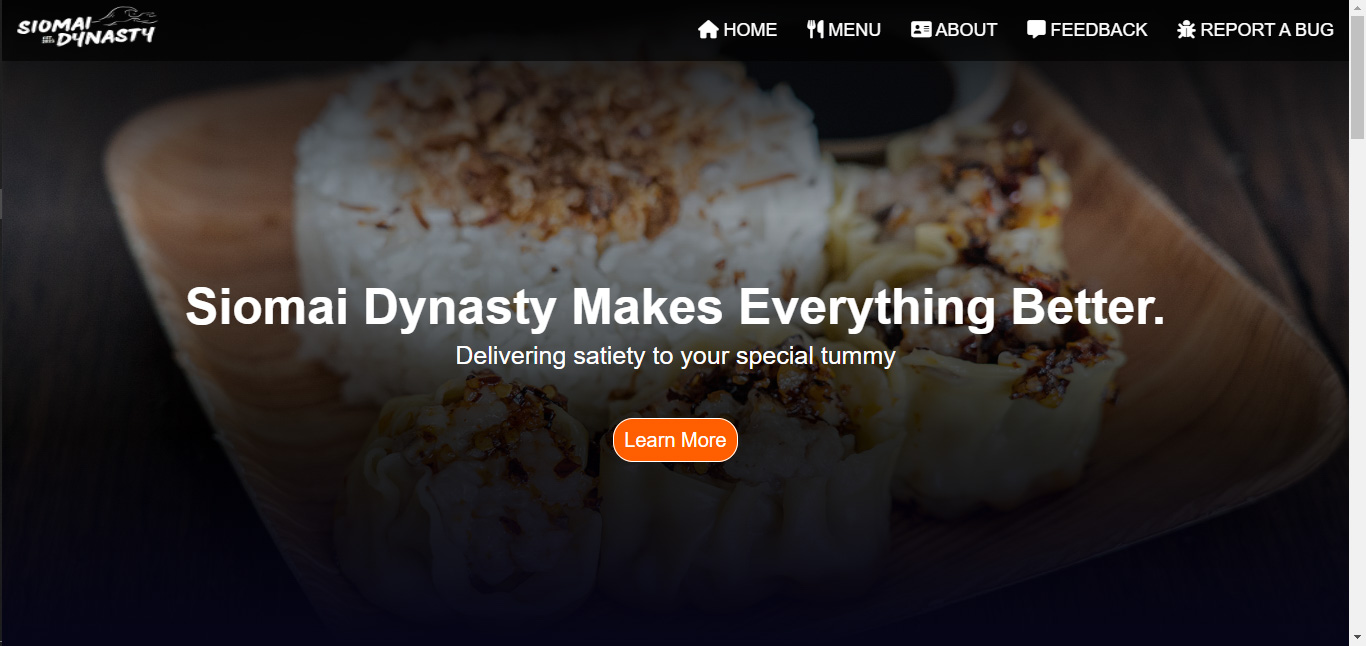 SIOMAI
DYNASTY
HOME
MENU
ABOUT
FEEDBACK
REPORT A BUG
Siomai Dynasty Makes Everything Better.
Delivering satiety to your special tummy
Learn More